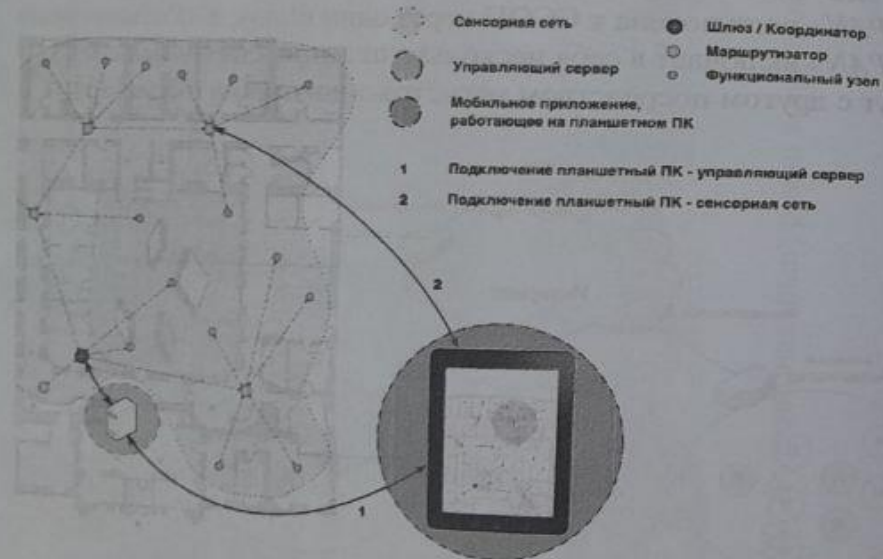 Сенсорная сеть
Управляющий сервер
Мобильное приложение,
работающее на планшетном ПК
Шлюз / Координатор
Маршрутизатор
Функциональный узел
1 Подключение планшетный ПК - управляющий сервер
2 Подключение планшетный ПК - сенсорная сеть
2
1